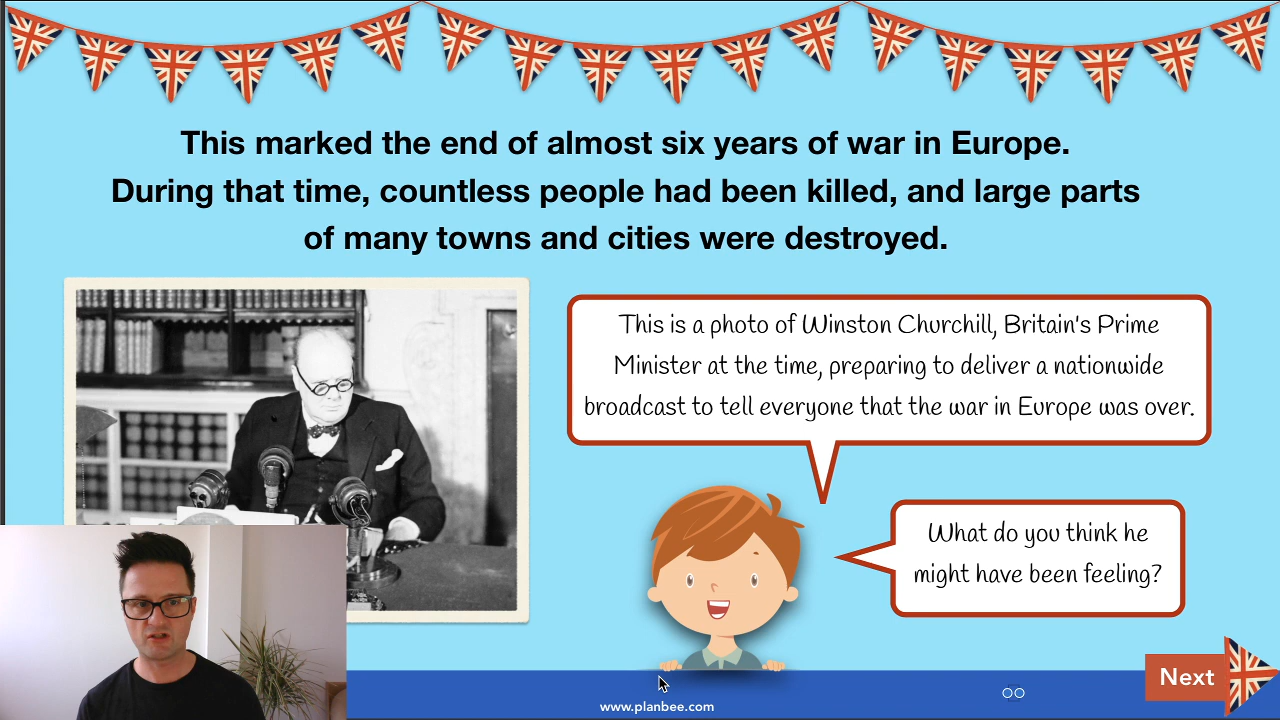 This marked the end of almost six years of war in Europe.
During that time, countless people had been killed, and large parts
of many towns and cities were destroyed.
This is a photo of Winston Churchill, Britain's Prime
Minister at the time, preparing to deliver a nationwide
broadcast to tell everyone that the war in Europe was over.
What do you think he
might have been feeling?
Next
www.planbee.com